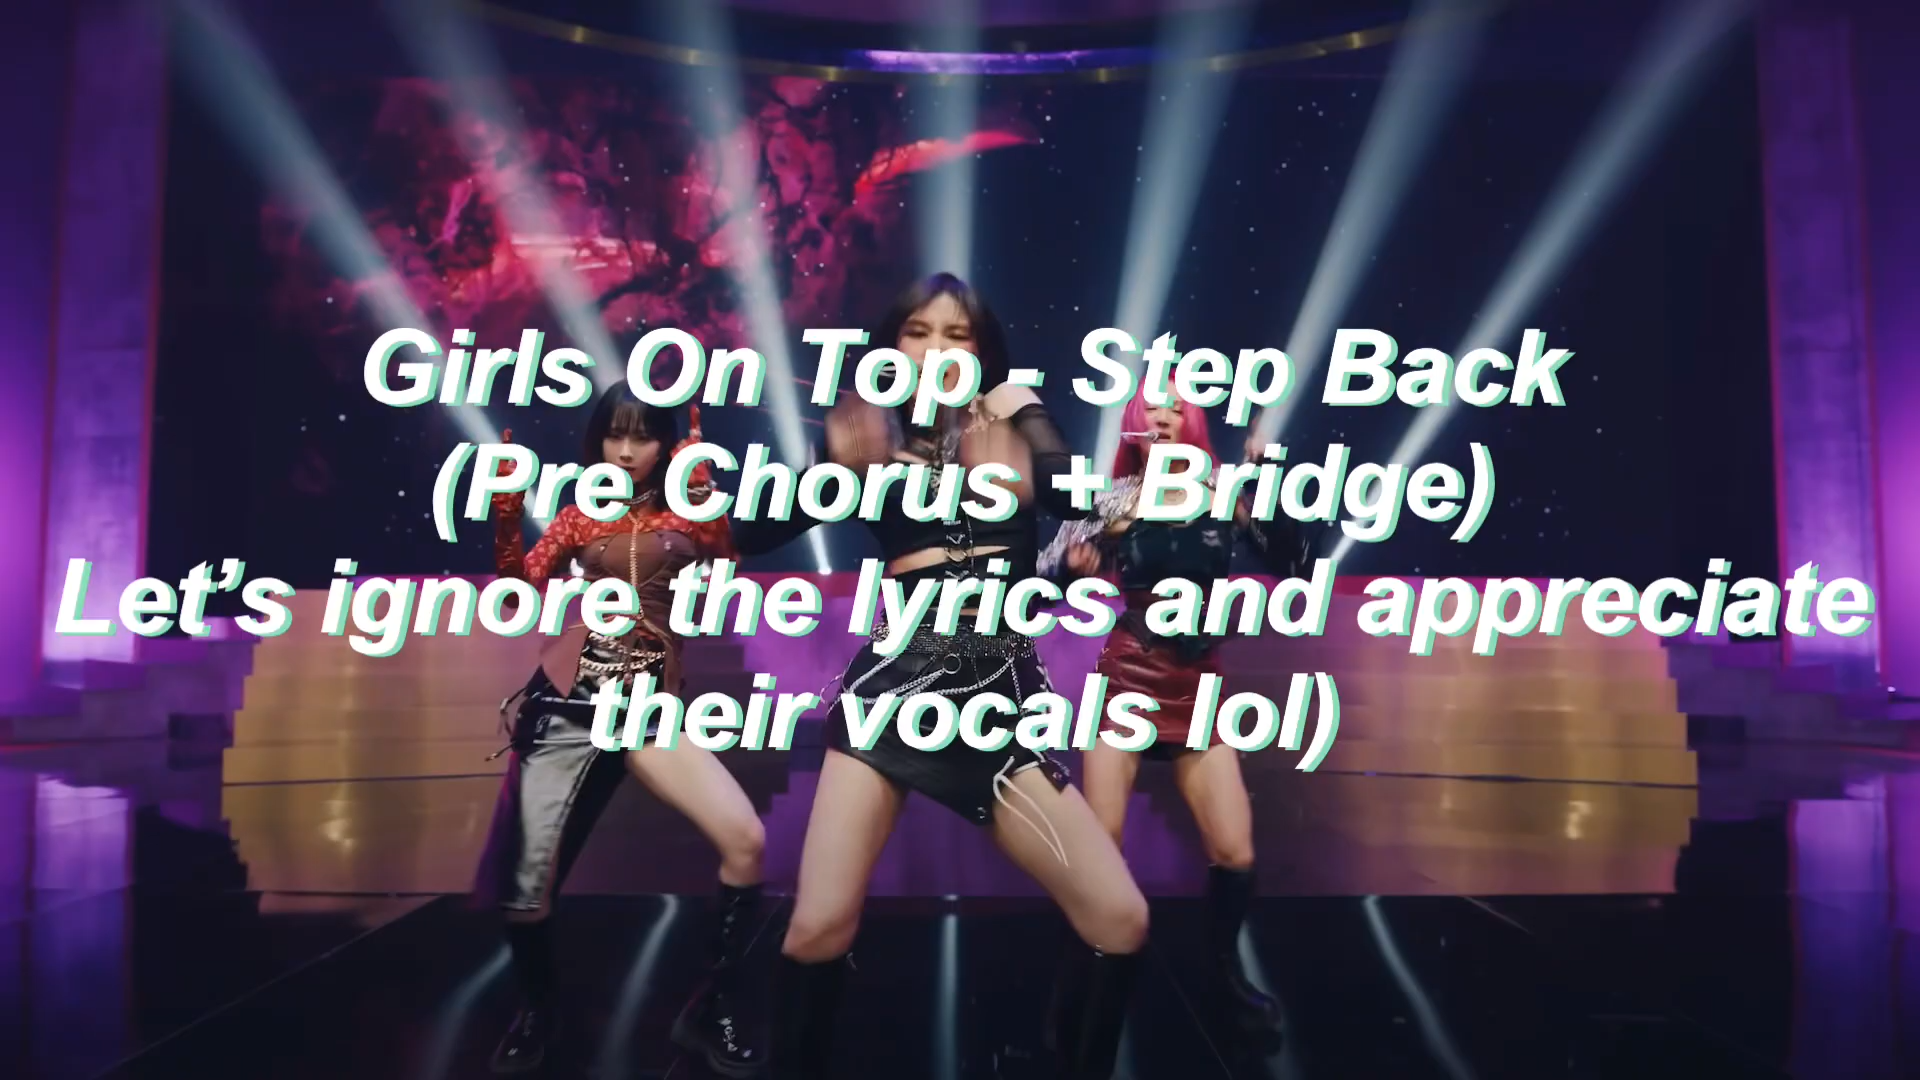 Girls On Top - Step Back
(Pre Chorus + Bridge)
Let’s ignore the lyrics and appreciate
their vocals lol)